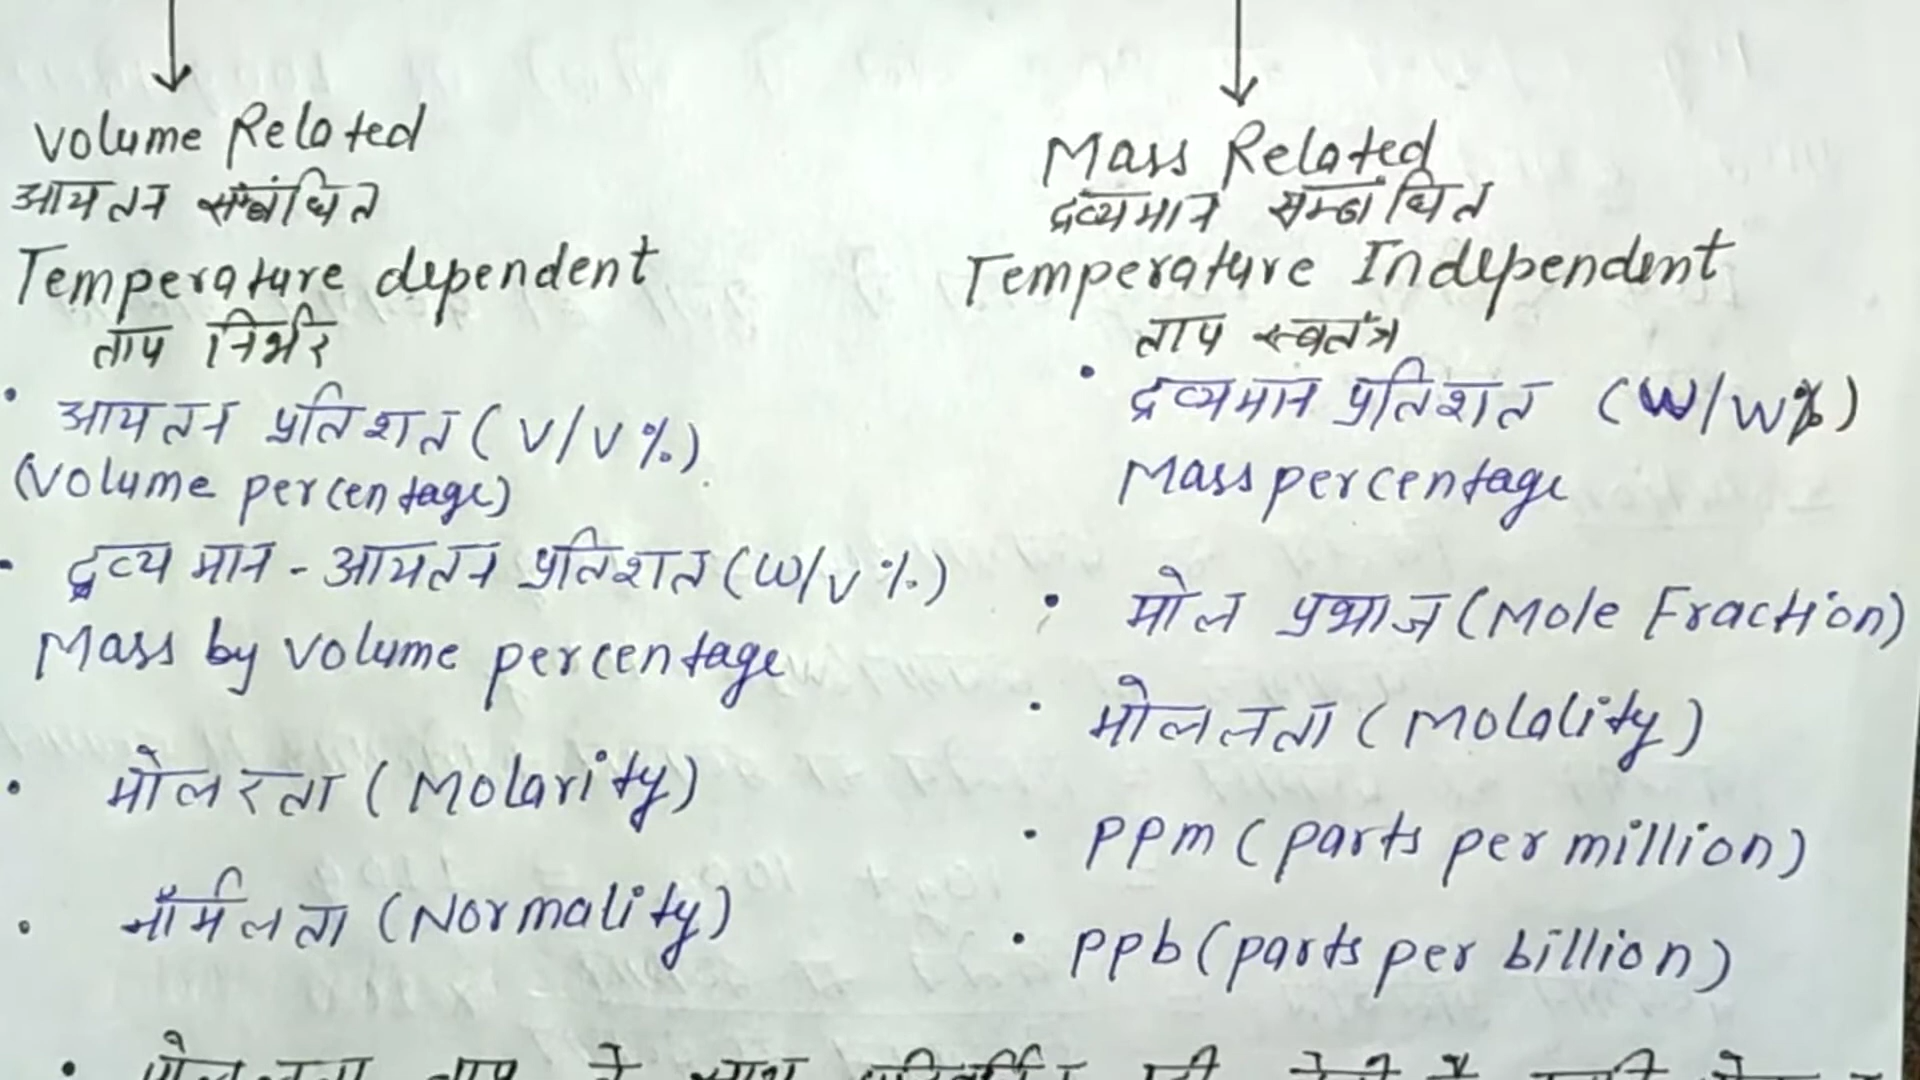 Volume Related
आयतन सम्बंधित
Temperature dependent
ताप निर्भर
• आयतन प्रतिशत (V/V %)
(Volume percentage)
• द्रव्यमान - आयतन प्रतिशत (W/V %)
Mass by volume percentage
• मोलरता (Molarity)
• नॉर्मलता (Normality)
Mass Related
द्रव्यमान सम्बंधित
Temperature Independent
ताप स्वतंत्र
• द्रव्यमान प्रतिशत (W/W%)
Mass percentage
• मोल प्रभाज (Mole Fraction)
• मोललता (Molality)
• ppm (parts per million)
• ppb (parts per billion)
• मोललता ताप के साथ